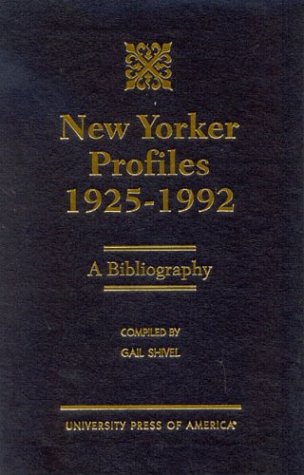 New Yorker
Profiles
1925-1992
A Bibliography
COMPILED BY
GAIL SHIVEL
UNIVERSITY PRESS OF AMERICA®